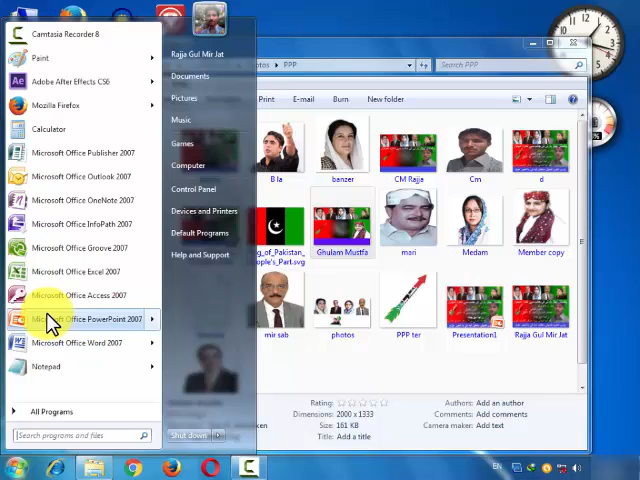 Camtasia Recorder 8
Paint
Adobe After Effects CS6
Mozilla Firefox
Calculator
Microsoft Office Publisher 2007
Microsoft Office Outlook 2007
Microsoft Office OneNote 2007
Microsoft Office InfoPath 2007
Microsoft Office Groove 2007
Microsoft Office Excel 2007
Microsoft Office Access 2007
Microsoft Office PowerPoint 2007
Microsoft Office Word 2007
Notepad
All Programs
Search programs and files
Rajja Gul Mir Jat
Documents
Pictures
Music
Games
Computer
Control Panel
Devices and Printers
Default Programs
Help and Support
Shut down
PPP
Search
Print
E-mail
Burn
New folder
B la
banzer
CM Rajja
Cm
d
Ghulam Mustfa
mari
Medam
Member copy
mir sab
photos
PPP ter
Presentation1
Rajja Gul Mir Jat
Rating:
Dimensions: 2000 x 1333
Size: 161 KB
Title: Add a title
Authors: Add an author
Comments: Add comments
Camera maker: Add text
EN